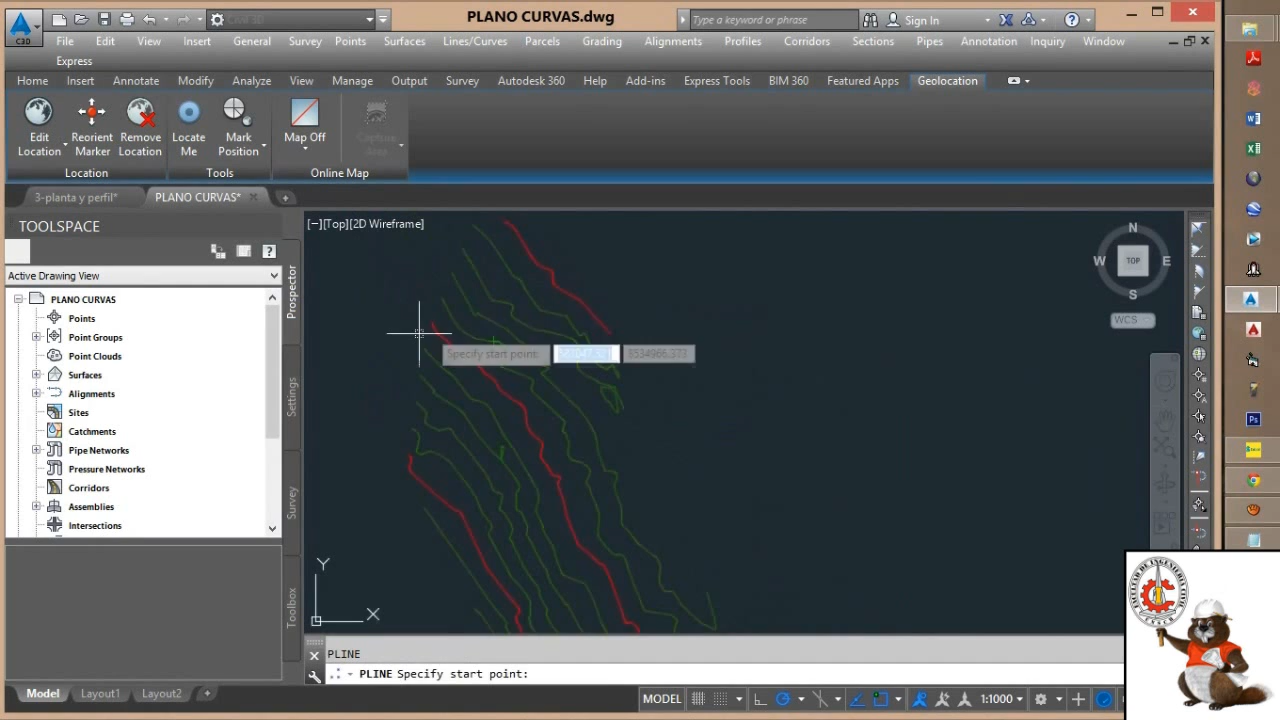 PLANO CURVAS.dwg
Type a keyword or phrase
Sign In
C3D
File Edit View Insert General Survey Points Surfaces Lines/Curves Parcels Grading Alignments Profiles Corridors Sections Pipes Annotation Inquiry Window
Express
Home Insert Annotate Modify Analyze View Manage Output Survey Autodesk 360 Help Add-ins Express Tools BIM 360 Featured Apps Geolocation
Edit Location
Reorient Marker
Remove Location
Locate Me
Mark Position
Map Off
Capture Area
Location
Tools
Online Map
3-planta y perfil*
PLANO CURVAS*
TOOLSPACE
[−][Top][2D Wireframe]
Active Drawing View
PLANO CURVAS
Points
Point Groups
Point Clouds
Surfaces
Alignments
Sites
Catchments
Pipe Networks
Pressure Networks
Corridors
Assemblies
Intersections
Prospector
Settings
Survey
Toolbox
N
W TOP E
S
WCS
Specify start point:
8534966.373
Y
X
PLINE
PLINE Specify start point:
Model Layout1 Layout2
MODEL
1:1000
Ps